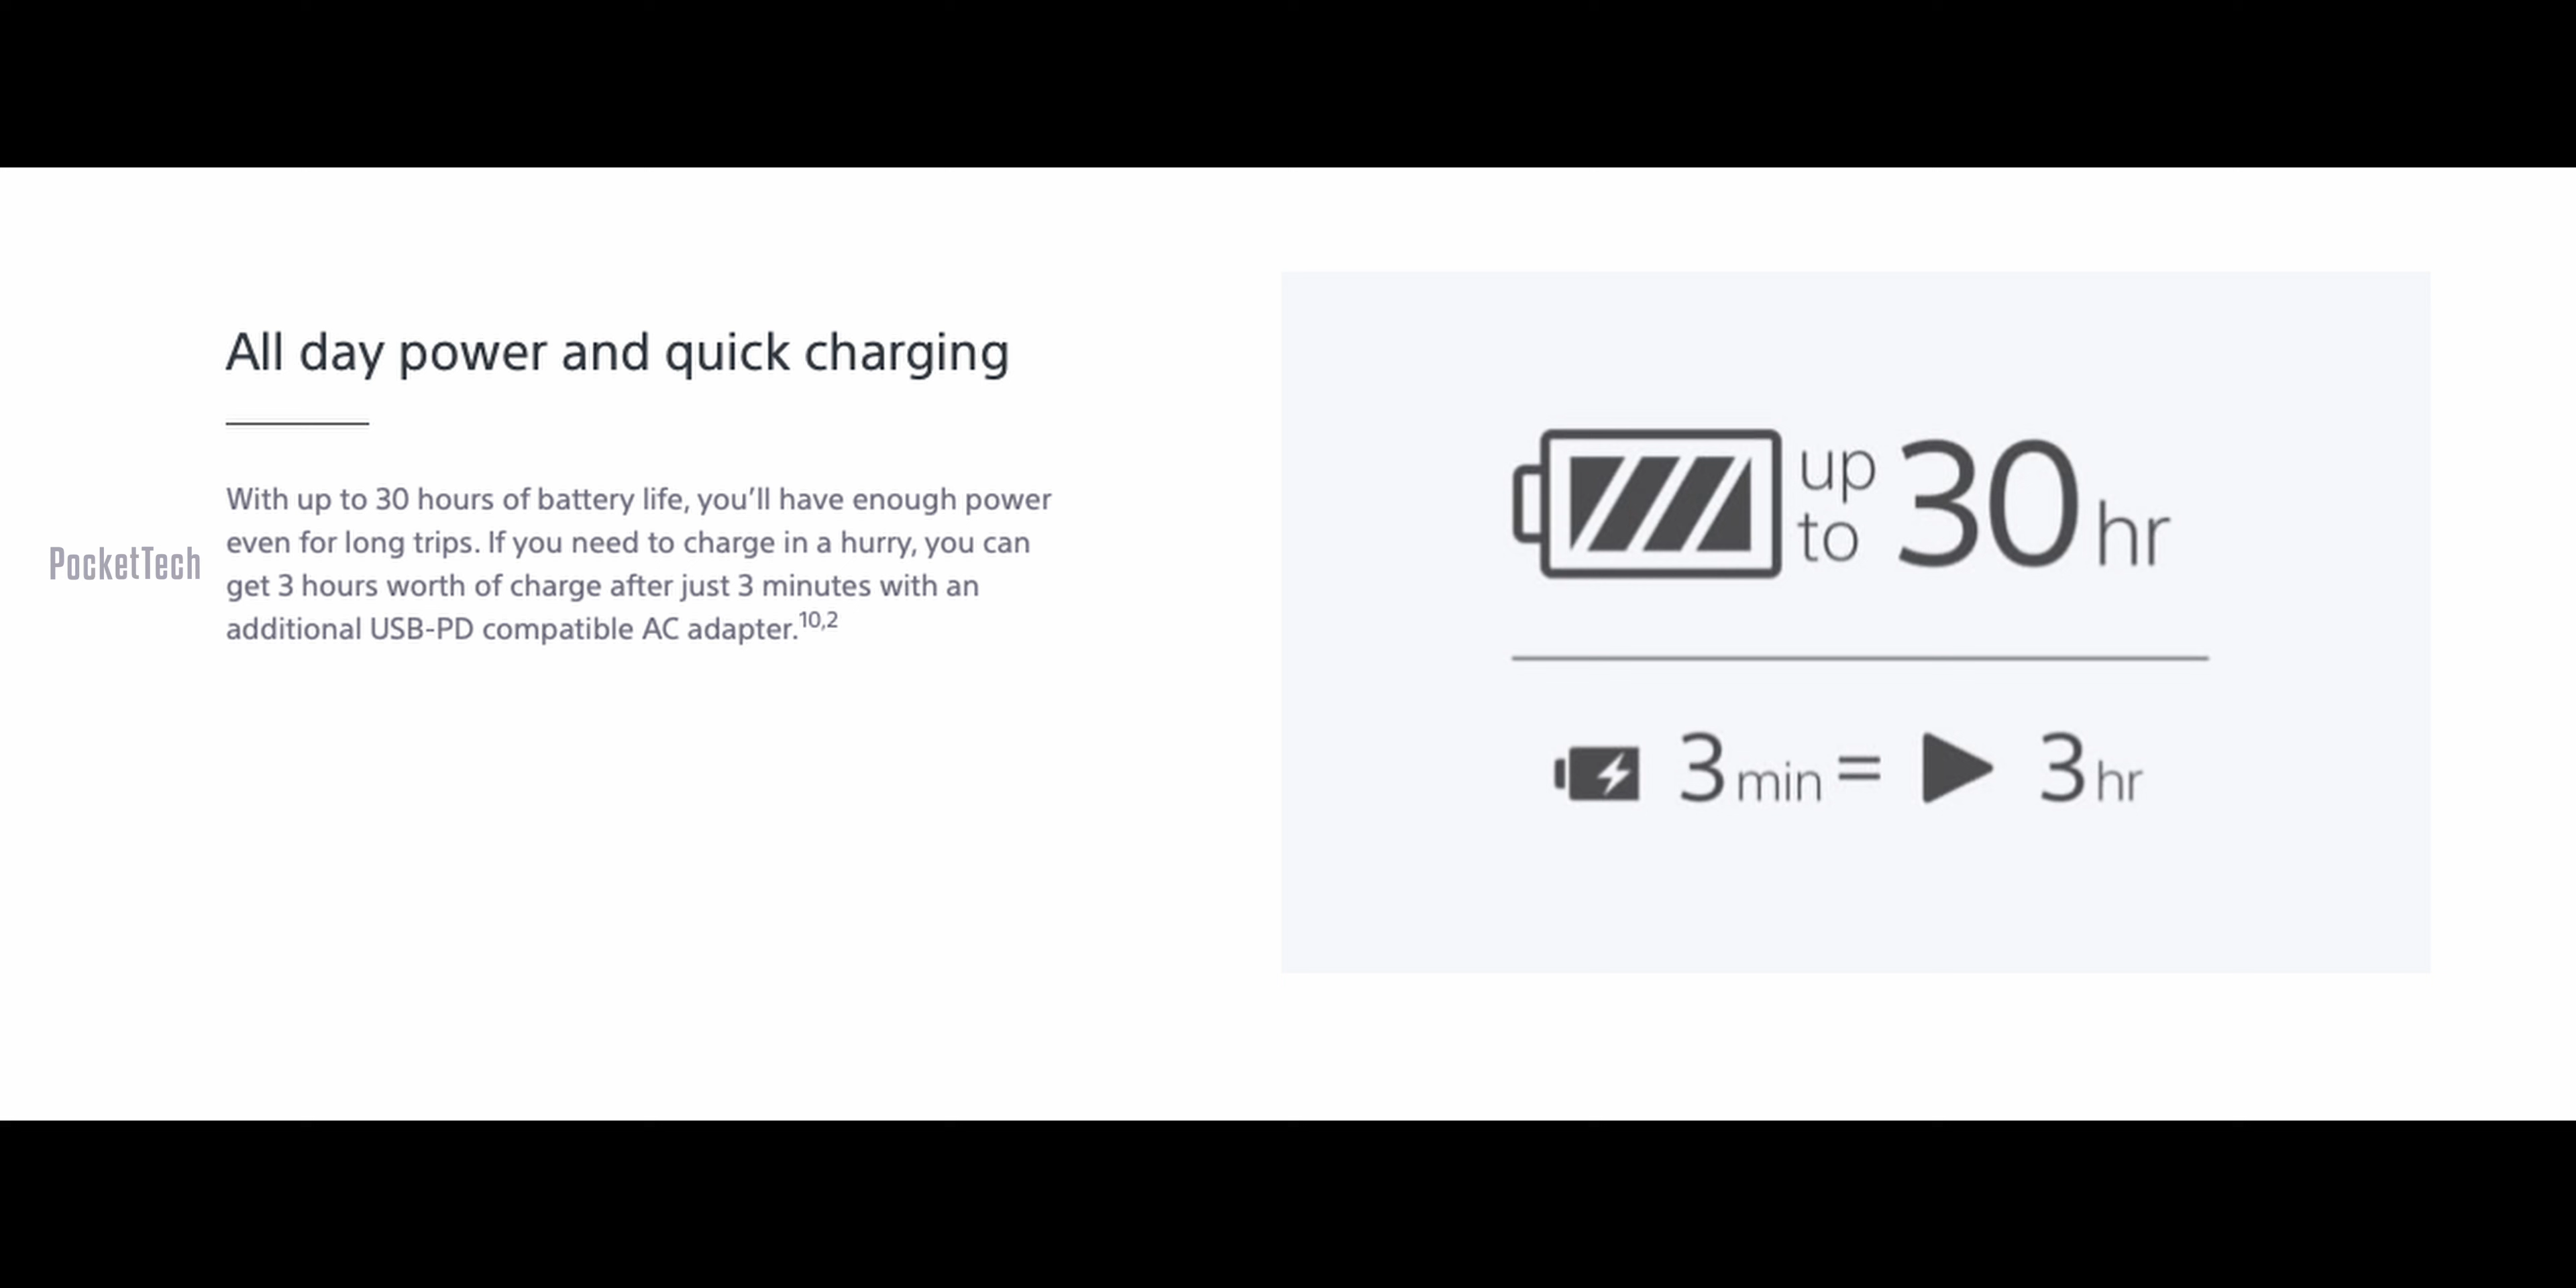 All day power and quick charging
With up to 30 hours of battery life, you’ll have enough power
even for long trips. If you need to charge in a hurry, you can
get 3 hours worth of charge after just 3 minutes with an
additional USB-PD compatible AC adapter.10,2
PocketTech
up to 30 hr
3 min = 3 hr